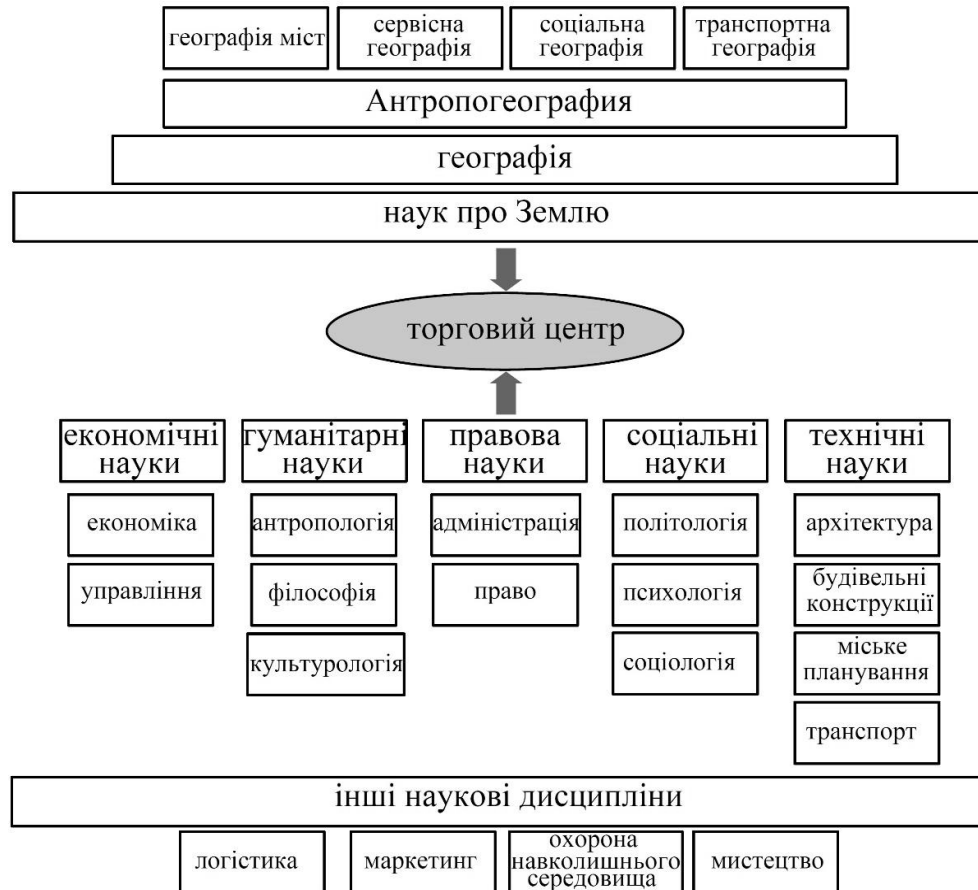 географія міст
сервісна
географія
соціальна
географія
транспортна
географія
Антропогеография
географія
наук про Землю
торговий центр
економічні
науки
гуманітарні
науки
правова
науки
соціальні
науки
технічні
науки
економіка
антропологія
адміністрація
політологія
архітектура
управління
філософія
право
психологія
будівельні
конструкції
культурологія
соціологія
міське
планування
транспорт
інші наукові дисципліни
логістика
маркетинг
охорона
навколишнього
середовища
мистецтво